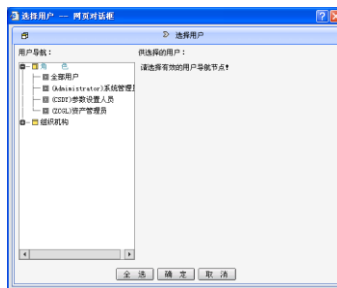 选择用户 -- 网页对话框
选择用户
用户导航:
供选择的用户:
角 色
请选择有效的用户导航节点!
全部用户
(Administrator)系统管理员
(CSDY)参数设置人员
(ZCGL)资产管理员
组织机构
全 选
确 定
取 消